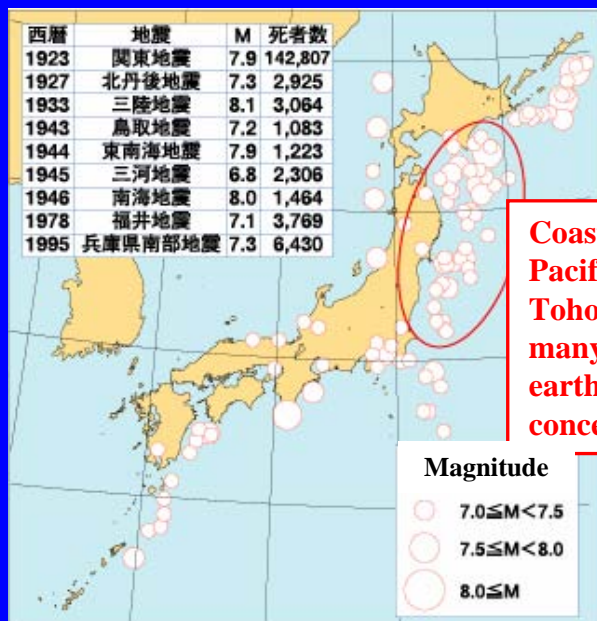 西暦 地震 M 死者数
1923 関東地震 7.9 142,807
1927 北丹後地震 7.3 2,925
1933 三陸地震 8.1 3,064
1943 鳥取地震 7.2 1,083
1944 東南海地震 7.9 1,223
1945 三河地震 6.8 2,306
1946 南海地震 8.0 1,464
1978 福井地震 7.1 3,769
1995 兵庫県南部地震 7.3 6,430
Coas
Pacif
Toho
many
earth
conce
Magnitude
7.0≦M<7.5
7.5≦M<8.0
8.0≦M